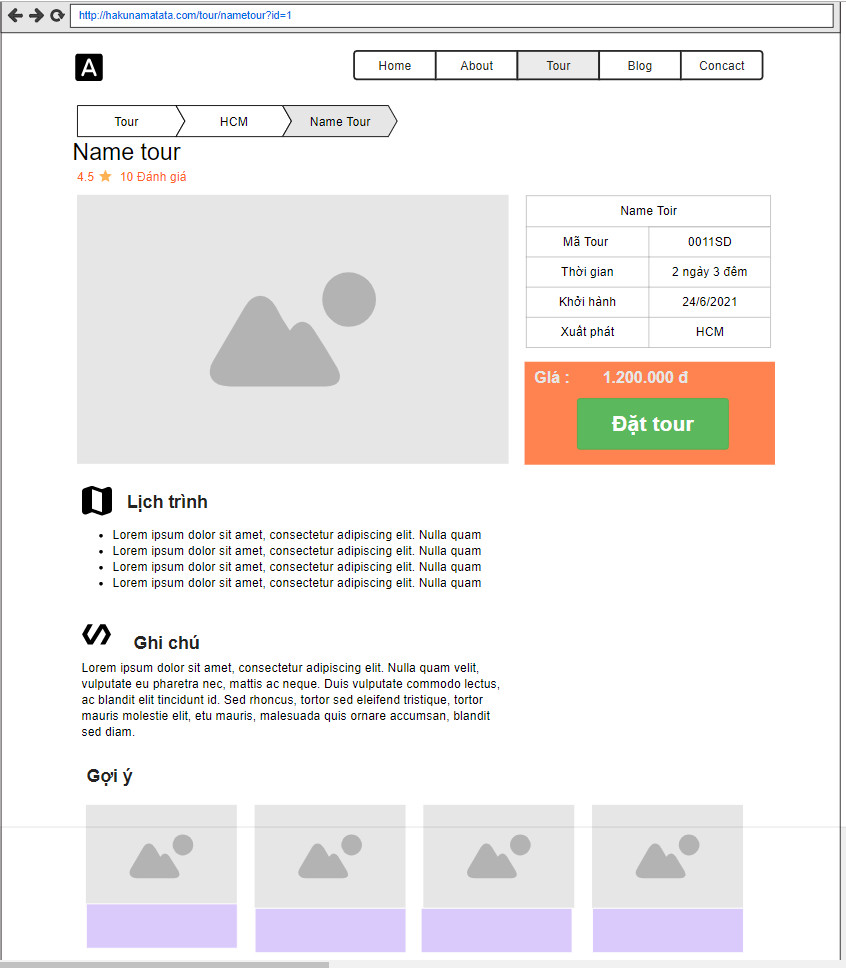 http://hakunamatata.com/tour/nametour?id=1
A
Home About Tour Blog Concact
Tour HCM Name Tour
Name tour
4.5 10 Đánh giá
Name Toir
Mã Tour 0011SD
Thời gian 2 ngày 3 đêm
Khởi hành 24/6/2021
Xuât phát HCM
Gía : 1.200.000 đ
Đặt tour
Lịch trình
• Lorem ipsum dolor sit amet, consectetur adipiscing elit. Nulla quam
• Lorem ipsum dolor sit amet, consectetur adipiscing elit. Nulla quam
• Lorem ipsum dolor sit amet, consectetur adipiscing elit. Nulla quam
• Lorem ipsum dolor sit amet, consectetur adipiscing elit. Nulla quam
Ghi chú
Lorem ipsum dolor sit amet, consectetur adipiscing elit. Nulla quam velit,
vulputate eu pharetra nec, mattis ac neque. Duis vulputate commodo lectus,
ac blandit elit tincidunt id. Sed rhoncus, tortor sed eleifend tristique, tortor
mauris molestie elit, etu mauris, malesuada quis ornare accumsan, blandit
sed diam.
Gợi ý